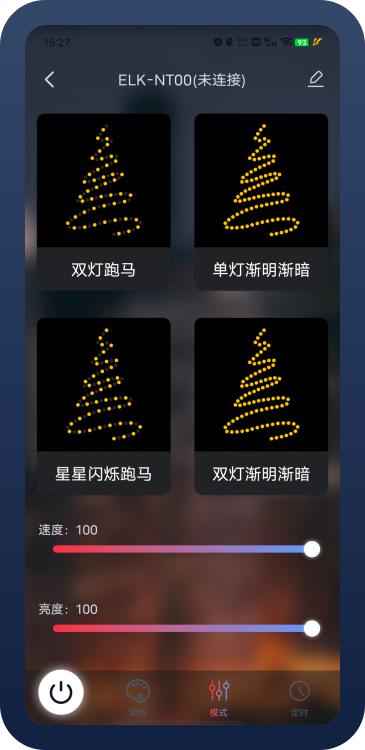 15:27
93
ELK-NT00(未连接)
双灯跑马
单灯渐明渐暗
星星闪烁跑马
双灯渐明渐暗
速度：100
亮度：100
调色
模式
定时